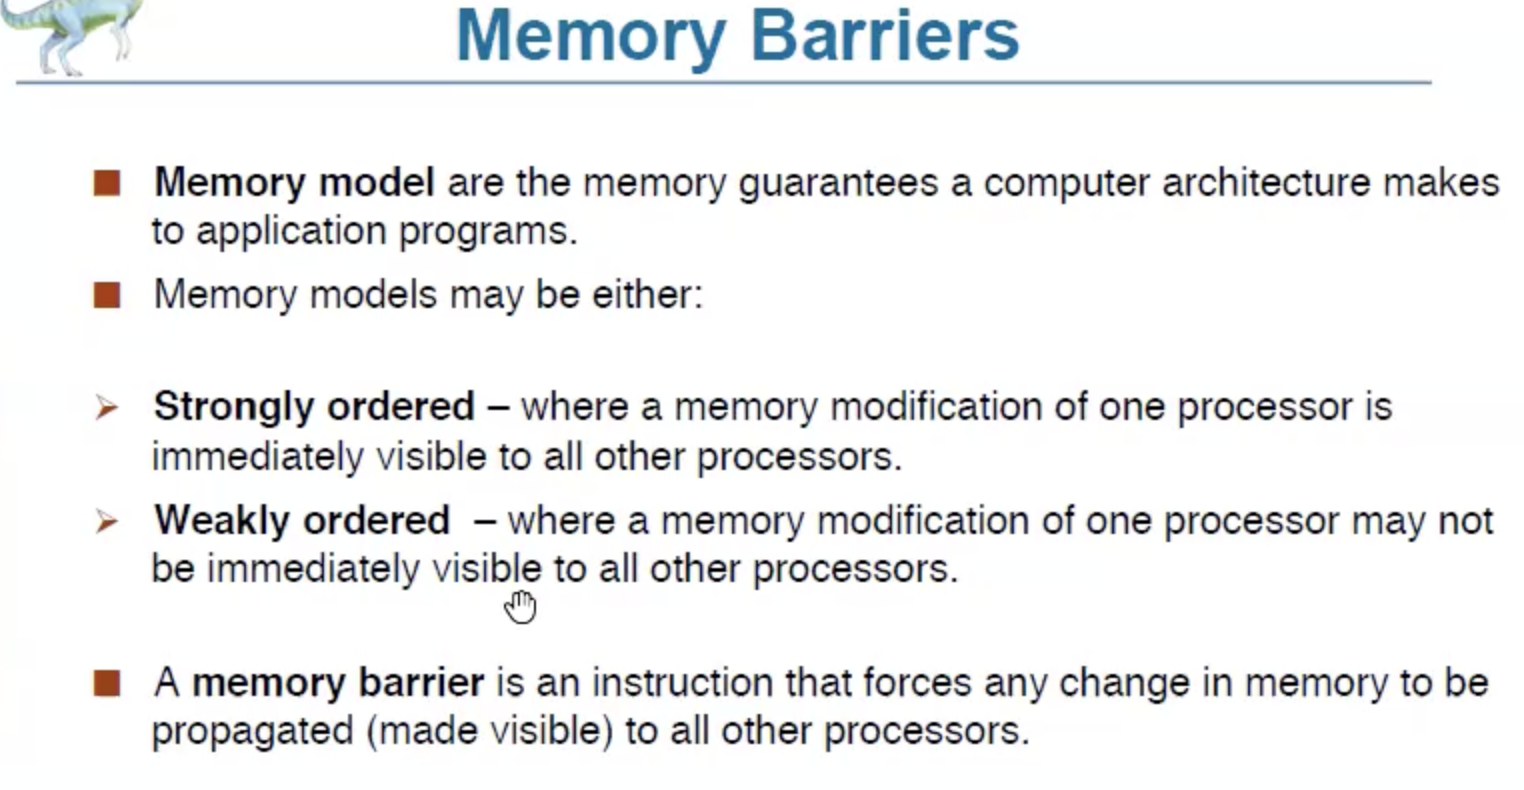 Memory Barriers
Memory model are the memory guarantees a computer architecture makes
to application programs.
Memory models may be either:
Strongly ordered – where a memory modification of one processor is
immediately visible to all other processors.
Weakly ordered – where a memory modification of one processor may not
be immediately visible to all other processors.
A memory barrier is an instruction that forces any change in memory to be
propagated (made visible) to all other processors.